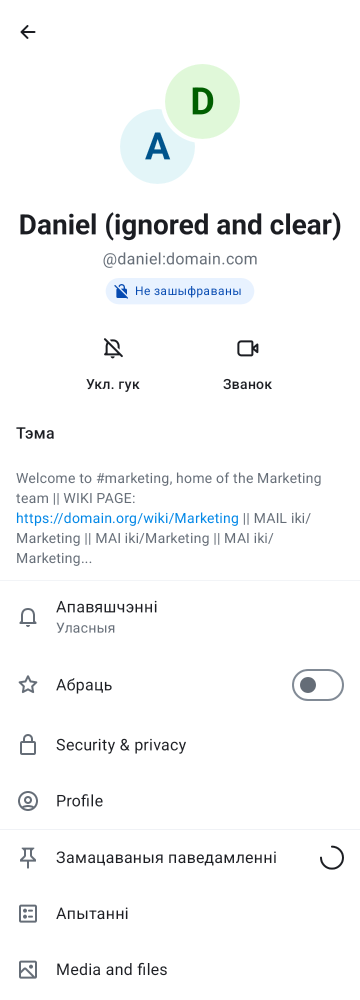 D
A
Daniel (ignored and clear)
@daniel:domain.com
Не зашыфраваны
Укл. гук
Званок
Тэма
Welcome to #marketing, home of the Marketing
team || WIKI PAGE:
https://domain.org/wiki/Marketing || MAIL iki/
Marketing || MAI iki/Marketing || MAI iki/
Marketing...
Апавяшчэнні
Уласныя
Абраць
Security & privacy
Profile
Замацаваныя паведамленні
Апытанні
Media and files